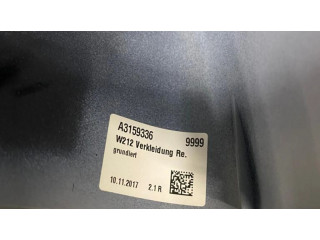 A3159336 9999
W212 Verkleidung Re.
grundiert
10.11.2017 2.1 R